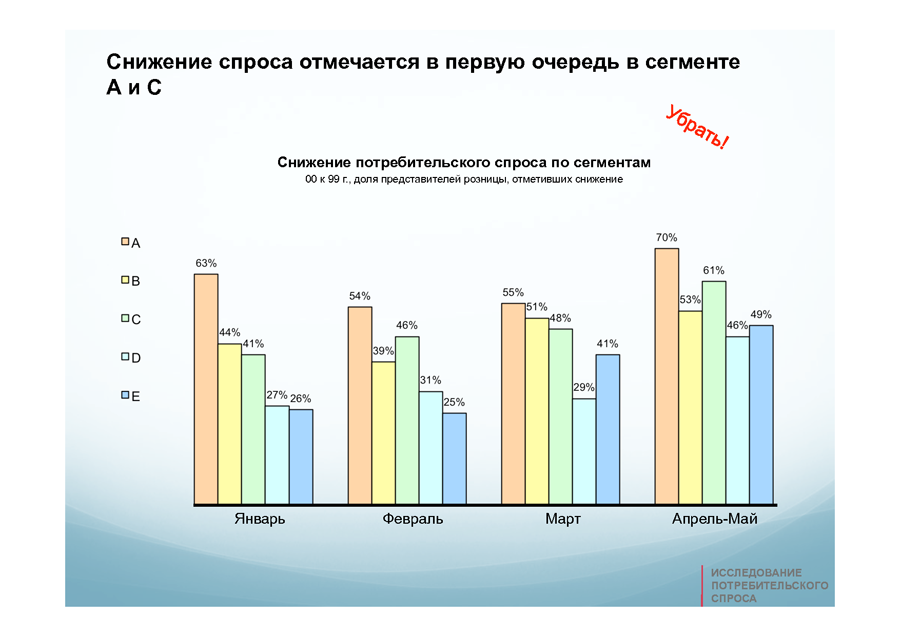 Снижение спроса отмечается в первую очередь в сегменте
А и С
Убрать!
Снижение потребительского спроса по сегментам
00 к 99 г., доля представителей розницы, отметивших снижение
A
B
C
D
E
63%
44%
41%
27%
26%
54%
39%
46%
31%
25%
55%
51%
48%
29%
41%
70%
53%
61%
46%
49%
Январь
Февраль
Март
Апрель-Май
ИССЛЕДОВАНИЕ
ПОТРЕБИТЕЛЬСКОГО
СПРОСА